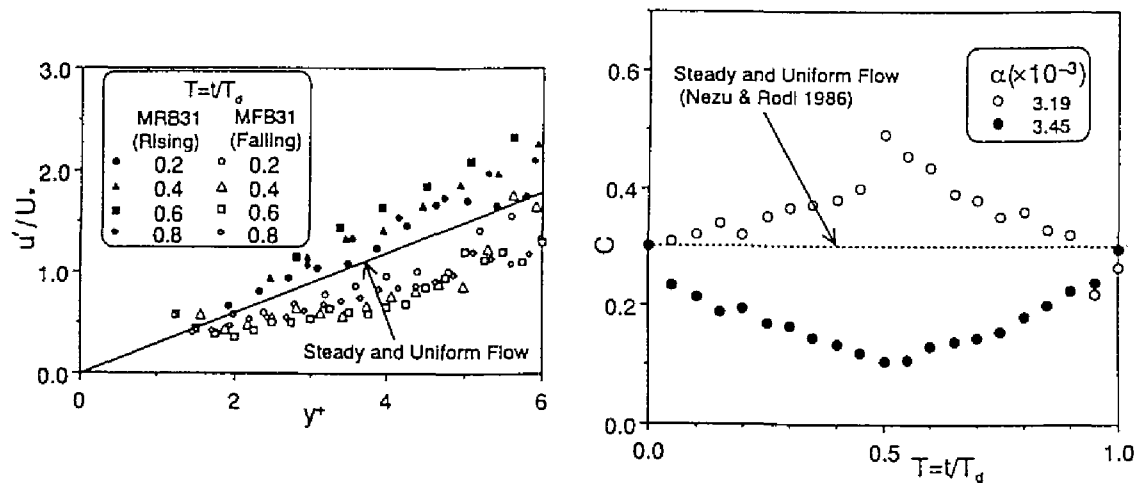 3.0
2.0
1.0
0.0
u'/U*
T=t/Td
MRB31 MFB31
(Rising) (Falling)
0.2 0.2
0.4 0.4
0.6 0.6
0.8 0.8
Steady and Uniform Flow
0 2 4 6
y+
0.6
0.4
0.2
0.0
C
Steady and Uniform Flow
(Nezu & Rodi 1986)
α(×10-3)
3.19
3.45
0.0 0.5 1.0
T=t/Td